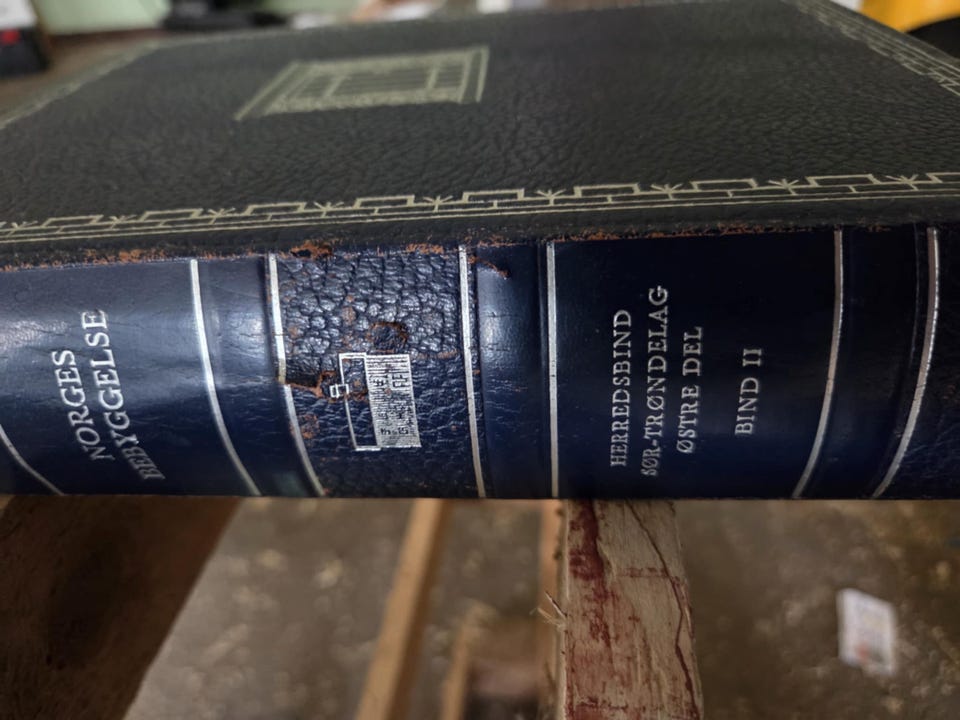 NORGES
BEBYGGELSE
HERREDSBIND
SØR-TRØNDELAG
ØSTRE DEL
BIND II